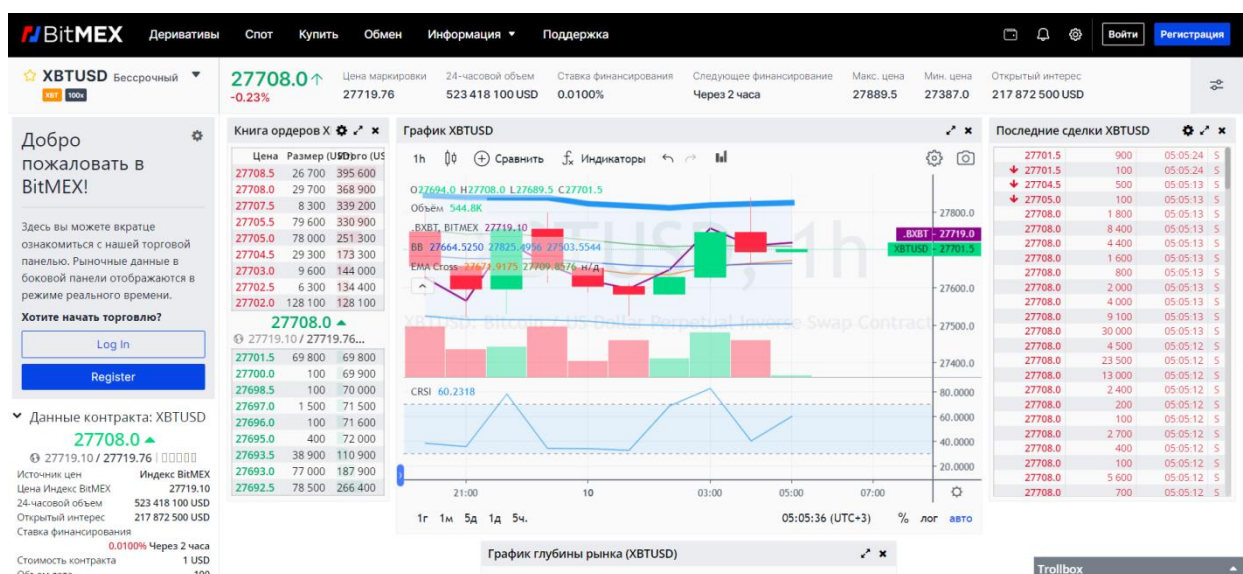 BitMEX Деривативы Спот Купить Обмен Информация Поддержка Войти Регистрация
XBTUSD Бессрочный
XBT 100x
27708.0
-0.23%
Цена маркировки
27719.76
24-часовой объем
523 418 100 USD
Ставка финансирования
0.0100%
Следующее финансирование
Через 2 часа
Макс. цена
27889.5
Мин. цена
27387.0
Открытый интерес
217 872 500 USD
Добро
пожаловать в
BitMEX!
Здесь вы можете вкратце
ознакомиться с нашей торговой
панелью. Рыночные данные в
боковой панели отображаются в
режиме реального времени.
Хотите начать торговлю?
Log In
Register
Данные контракта: XBTUSD
27708.0
27719.10 / 27719.76
Источник цен Индекс BitMEX
Цена Индекс BitMEX 27719.10
24-часовой объем 523 418 100 USD
Открытый интерес 217 872 500 USD
Ставка финансирования
0.0100% Через 2 часа
Стоимость контракта 1 USD
Книга ордеров X
Цена Размер
27708.5 26 700 395 600
27708.0 29 700 368 900
27707.5 8 300 339 200
27705.5 79 600 330 900
27705.0 78 000 251 300
27704.5 29 300 173 300
27703.0 9 600 144 000
27702.5 6 300 134 400
27702.0 128 100 128 100
27708.0
27719.10 / 27719.76...
27701.5 69 800 69 800
27700.0 100 69 900
27698.5 100 70 000
27697.0 1 500 71 500
27696.0 100 71 600
27695.0 400 72 000
27693.5 38 900 110 900
27693.0 77 000 187 900
27692.5 78 500 266 400
График XBTUSD
1h Сравнить fx Индикаторы
O27694.0 H27708.0 L27689.5 C27701.5
Объём 544.8K
.BXBT, BITMEX 27719.10
BB 27664.5250 27825.4956 27503.5544
EMA Cross 27671.9175 27709.8576 н/д
XBTUSD, 1h
XBTUSD: Bitcoin / US Dollar Perpetual Inverse Swap Contract
27800.0
.BXBT 27719.0
XBTUSD 27701.5
27600.0
27500.0
27400.0
CRSI 60.2318
80.0000
60.0000
40.0000
20.0000
21:00 10 03:00 05:00 07:00
1г 1м 5д 1д 5ч. 05:05:36 (UTC+3) % лог авто
График глубины рынка (XBTUSD)
Последние сделки XBTUSD
27701.5 900 05:05:24 S
27701.5 100 05:05:24 S
27704.5 500 05:05:13 S
27705.0 100 05:05:13 S
27708.0 1 800 05:05:13 S
27708.0 8 400 05:05:13 S
27708.0 4 400 05:05:13 S
27708.0 1 600 05:05:13 S
27708.0 800 05:05:13 S
27708.0 2 000 05:05:13 S
27708.0 4 000 05:05:13 S
27708.0 9 100 05:05:13 S
27708.0 30 000 05:05:13 S
27708.0 4 500 05:05:12 S
27708.0 23 500 05:05:12 S
27708.0 13 000 05:05:12 S
27708.0 2 400 05:05:12 S
27708.0 200 05:05:12 S
27708.0 100 05:05:12 S
27708.0 2 700 05:05:12 S
27708.0 400 05:05:12 S
27708.0 100 05:05:12 S
27708.0 5 600 05:05:12 S
27708.0 700 05:05:12 S
Trollbox